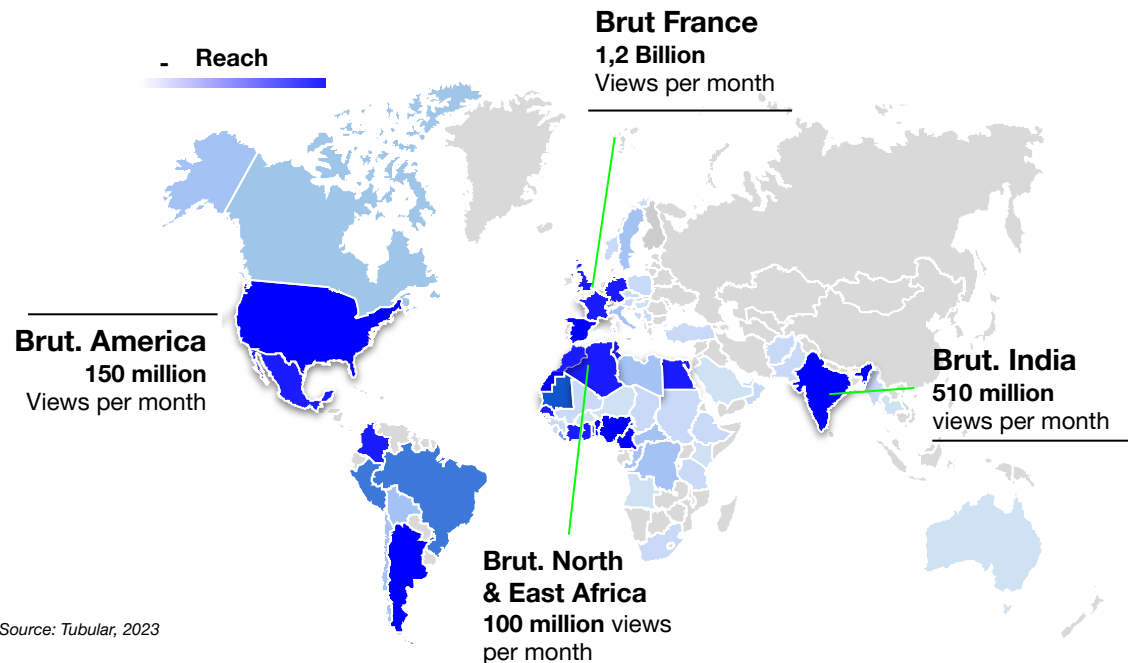 Brut France
1,2 Billion
Views per month
- Reach
Brut. America
150 million
Views per month
Brut. India
510 million
views per month
Brut. North
& East Africa
100 million views
per month
Source: Tubular, 2023